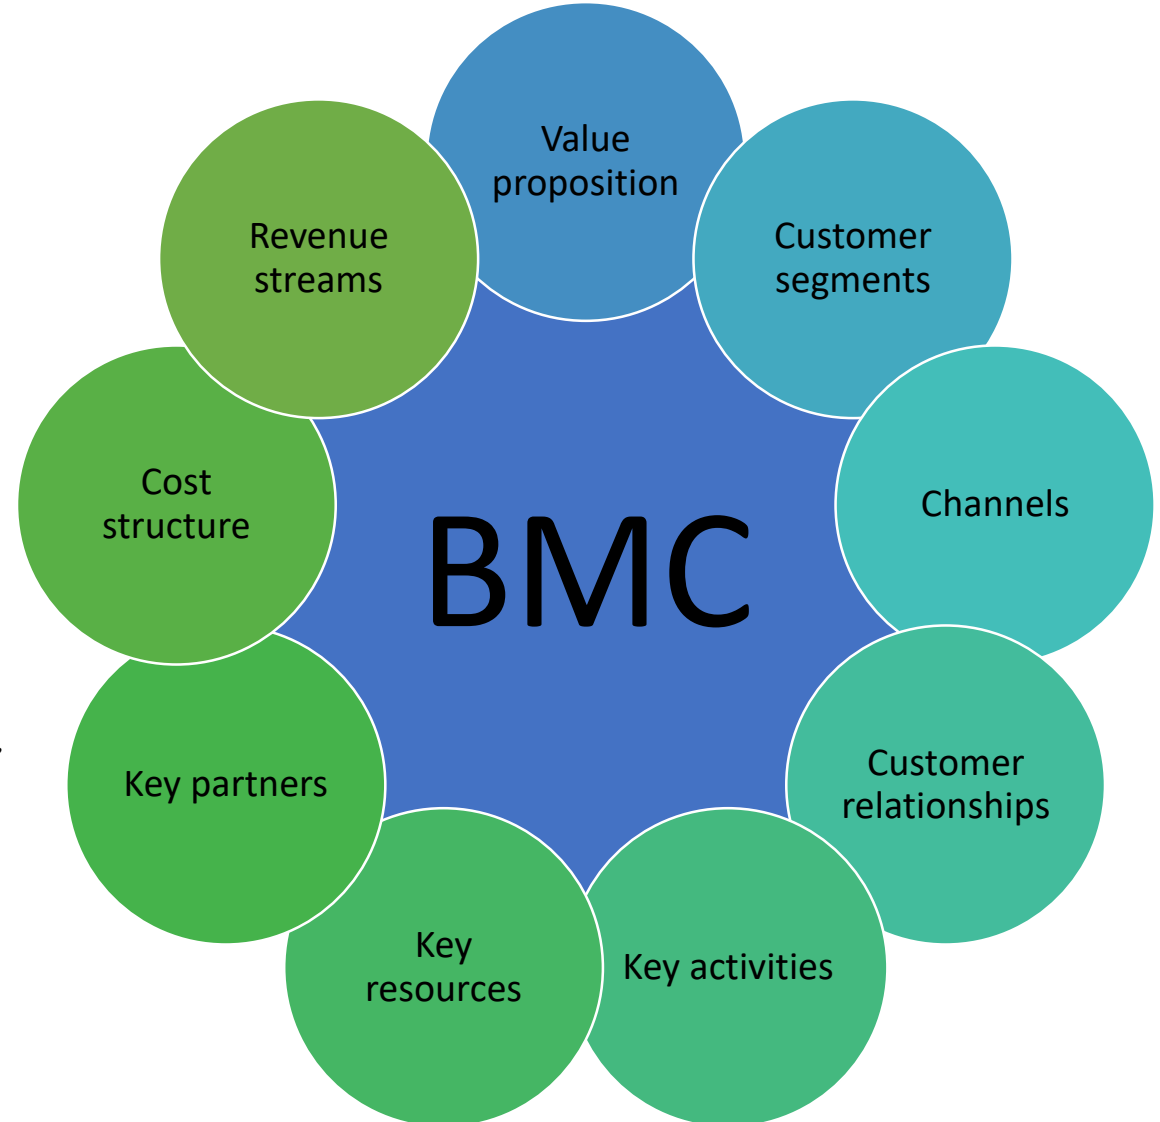 Value
proposition
Customer
segments
Channels
Customer
relationships
Key activities
Key
resources
Key partners
Cost
structure
Revenue
streams
BMC